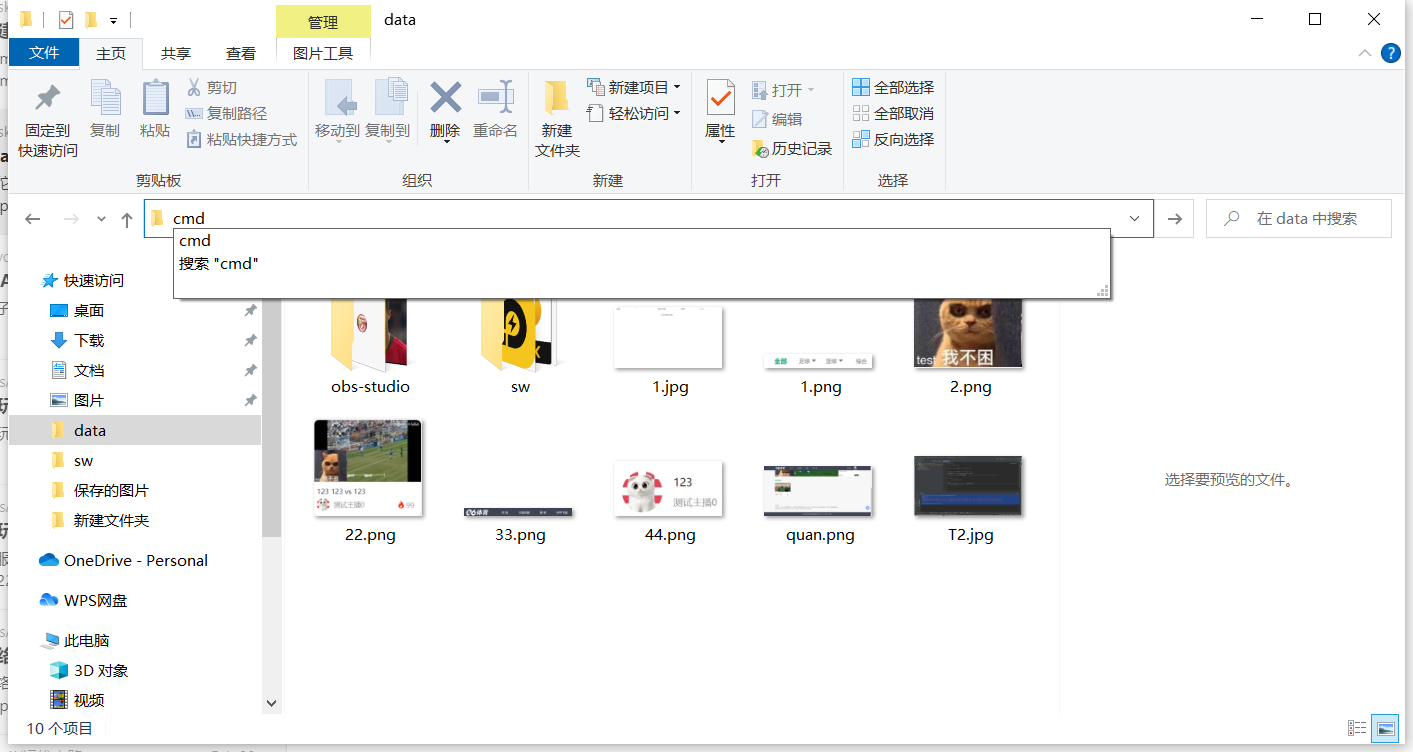 管理
data
文件
主页
共享
查看
图片工具
固定到
快速访问
复制
粘贴
剪切
复制路径
粘贴快捷方式
剪贴板
移动到
复制到
删除
重命名
组织
新建
文件夹
新建项目
轻松访问
新建
属性
打开
编辑
历史记录
打开
全部选择
全部取消
反向选择
选择
cmd
在 data 中搜索
cmd
搜索 "cmd"
快速访问
桌面
下载
文档
图片
data
sw
保存的图片
新建文件夹
OneDrive - Personal
WPS网盘
此电脑
3D 对象
视频
obs-studio
sw
1.jpg
全部
足球
篮球
综合
1.png
test 我不困
2.png
123 123 vs 123
测试主播0
99
22.png
33.png
123
测试主播0
44.png
quan.png
T2.jpg
选择要预览的文件。
10 个项目